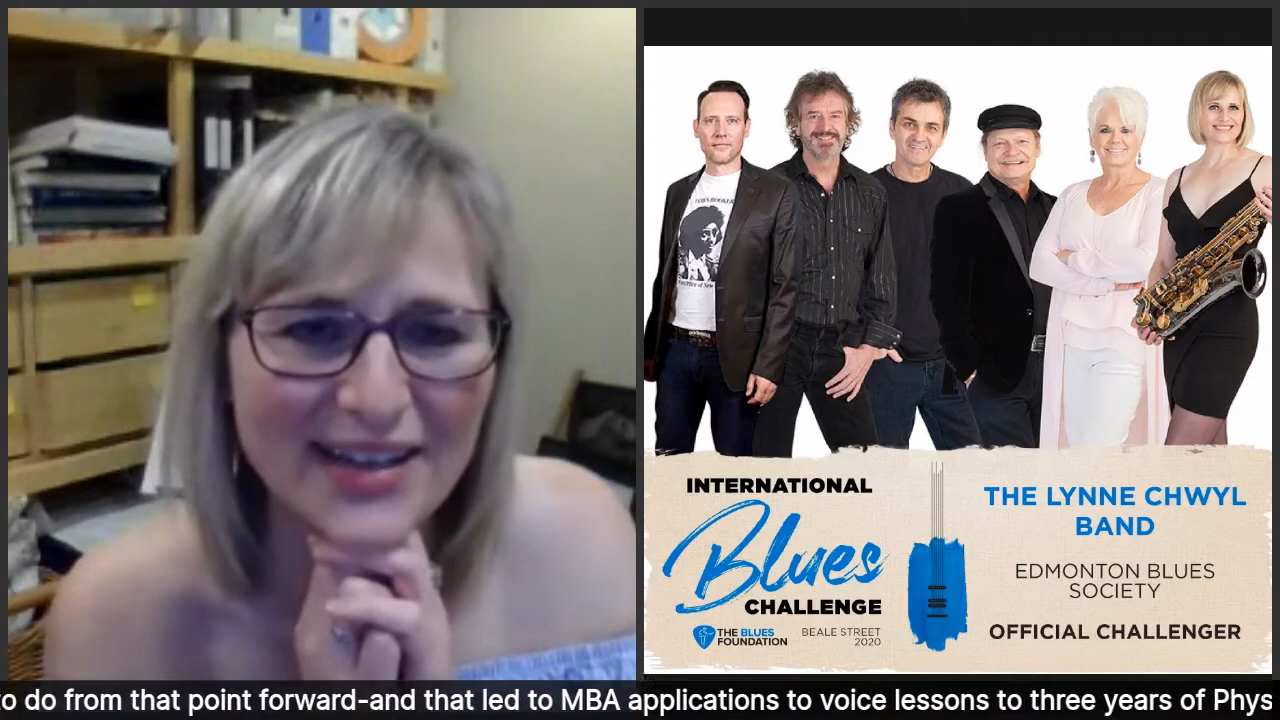 INTERNATIONAL
Blues
CHALLENGE
THE BLUES
FOUNDATION
BEALE STREET
2020
THE LYNNE CHWYL
BAND
EDMONTON BLUES
SOCIETY
OFFICIAL CHALLENGER
to do from that point forward-and that led to MBA applications to voice lessons to three years of Phys